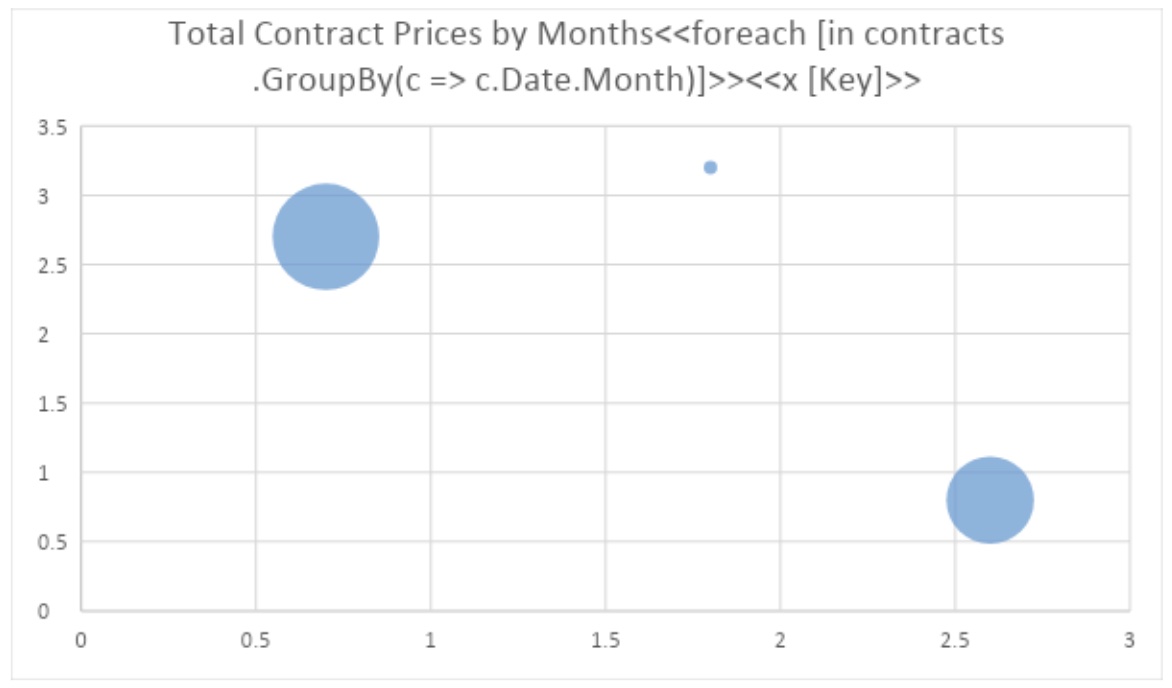 Total Contract Prices by Months<<foreach [in contracts
.GroupBy(c => c.Date.Month)]>><<x [Key]>>
3.5
3
2.5
2
1.5
1
0.5
0
0 0.5 1 1.5 2 2.5 3